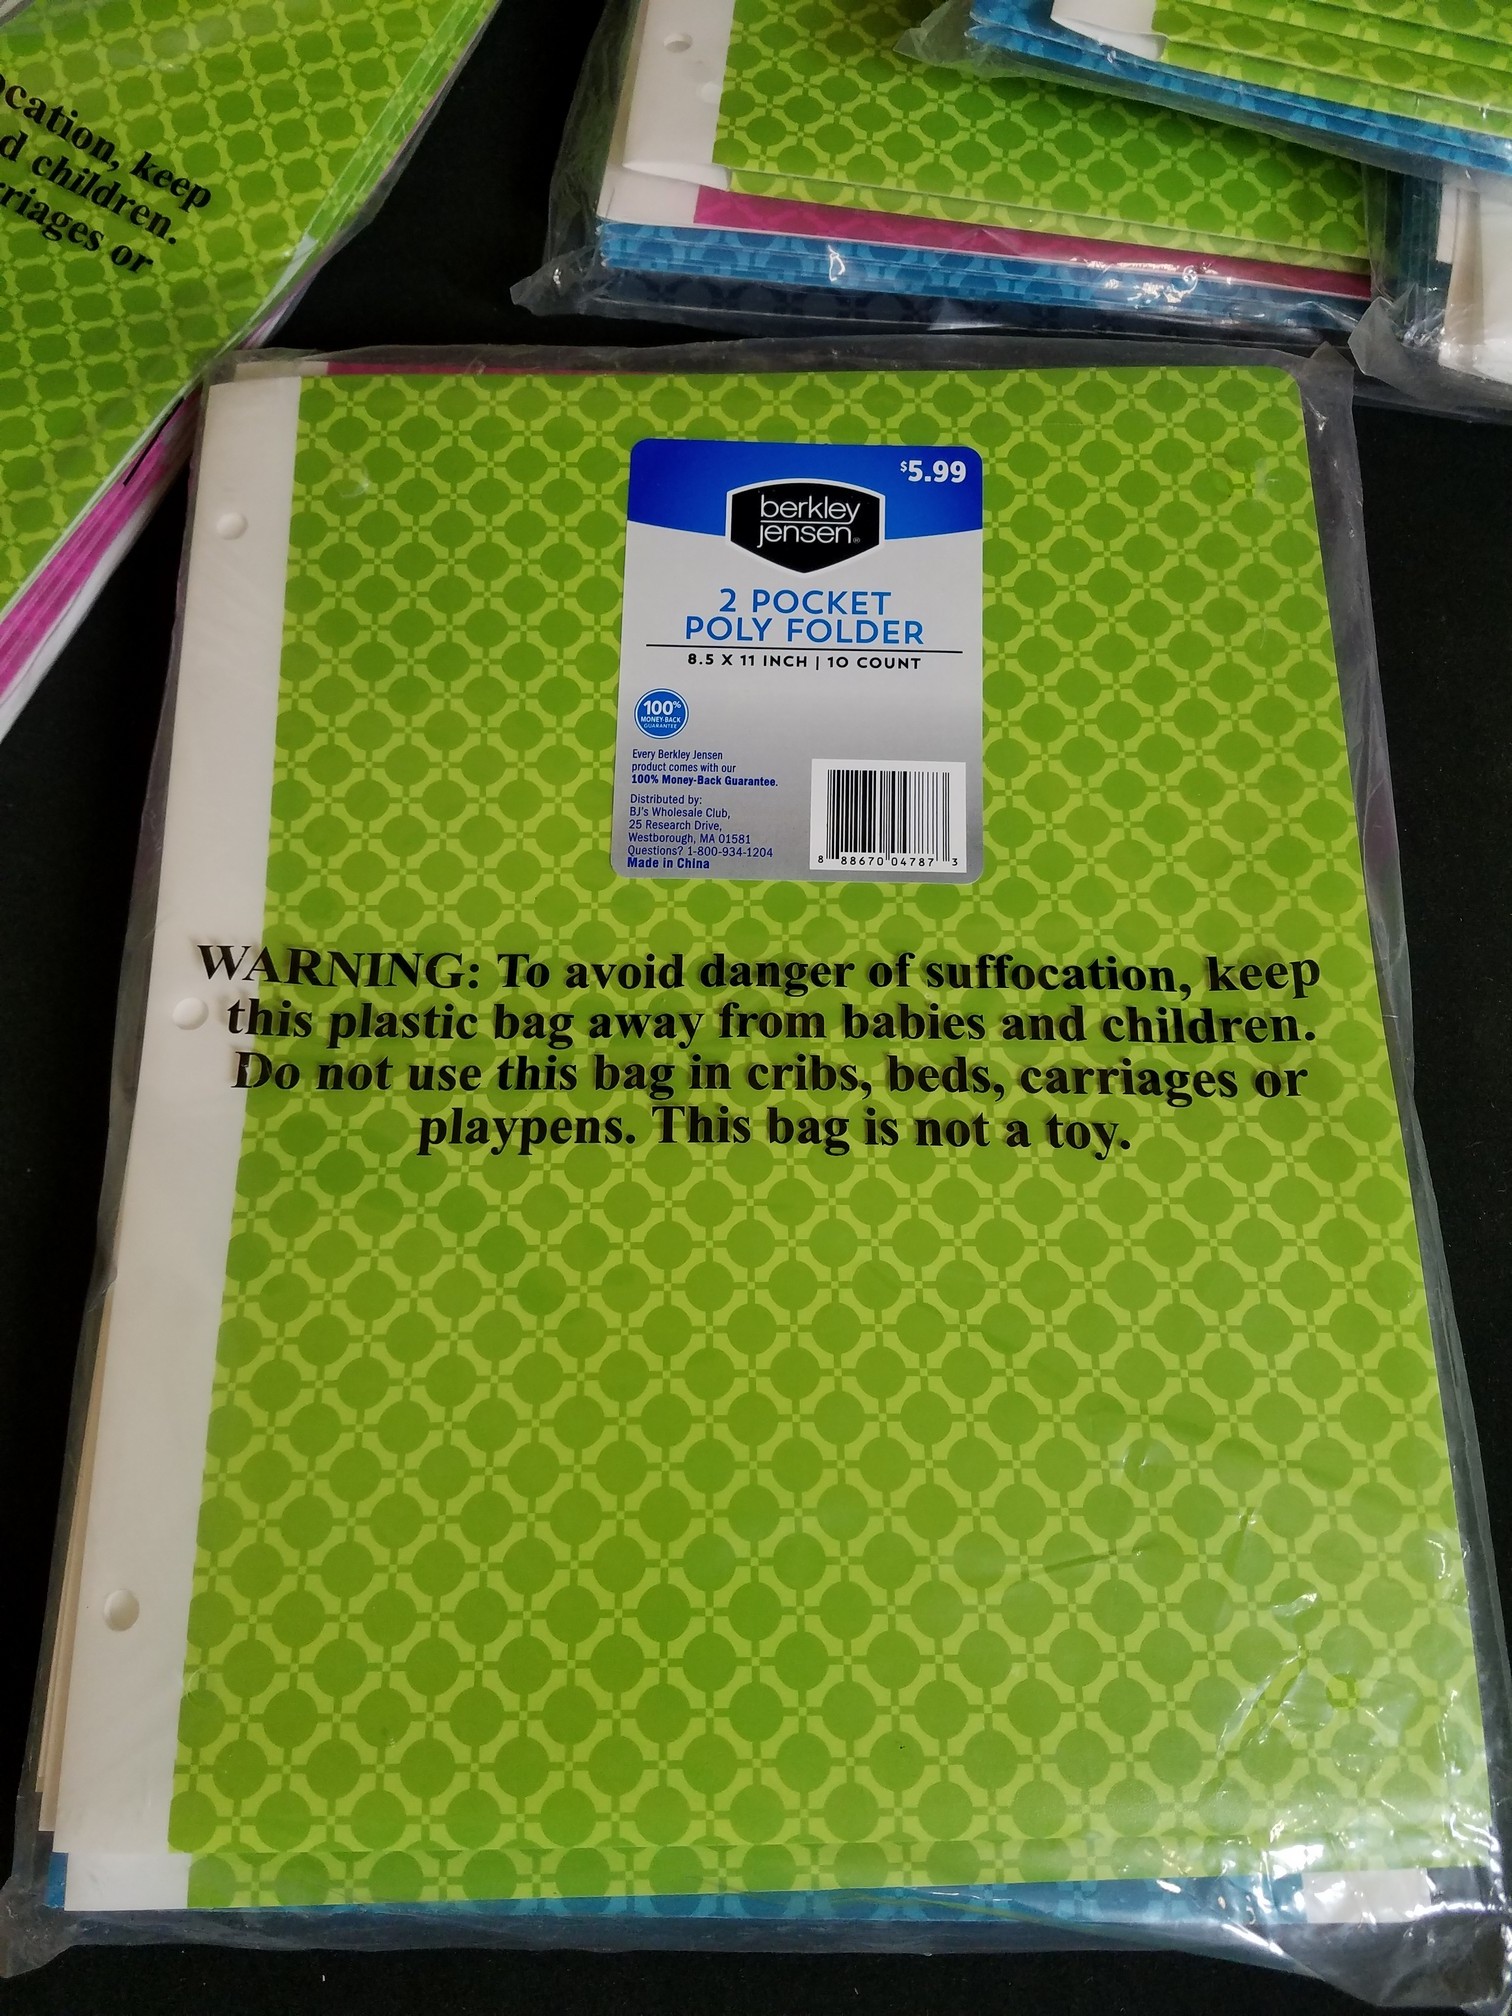 ocation, keep
d children.
riages or
$5.99
berkley
jensen®
2 POCKET
POLY FOLDER
8.5 X 11 INCH | 10 COUNT
100%
MONEY-BACK
GUARANTEE
Every Berkley Jensen
product comes with our
100% Money-Back Guarantee.
Distributed by:
BJ's Wholesale Club,
25 Research Drive,
Westborough, MA 01581
Questions? 1-800-934-1204
Made in China
8 88670 04787 3
WARNING: To avoid danger of suffocation, keep
this plastic bag away from babies and children.
Do not use this bag in cribs, beds, carriages or
playpens. This bag is not a toy.